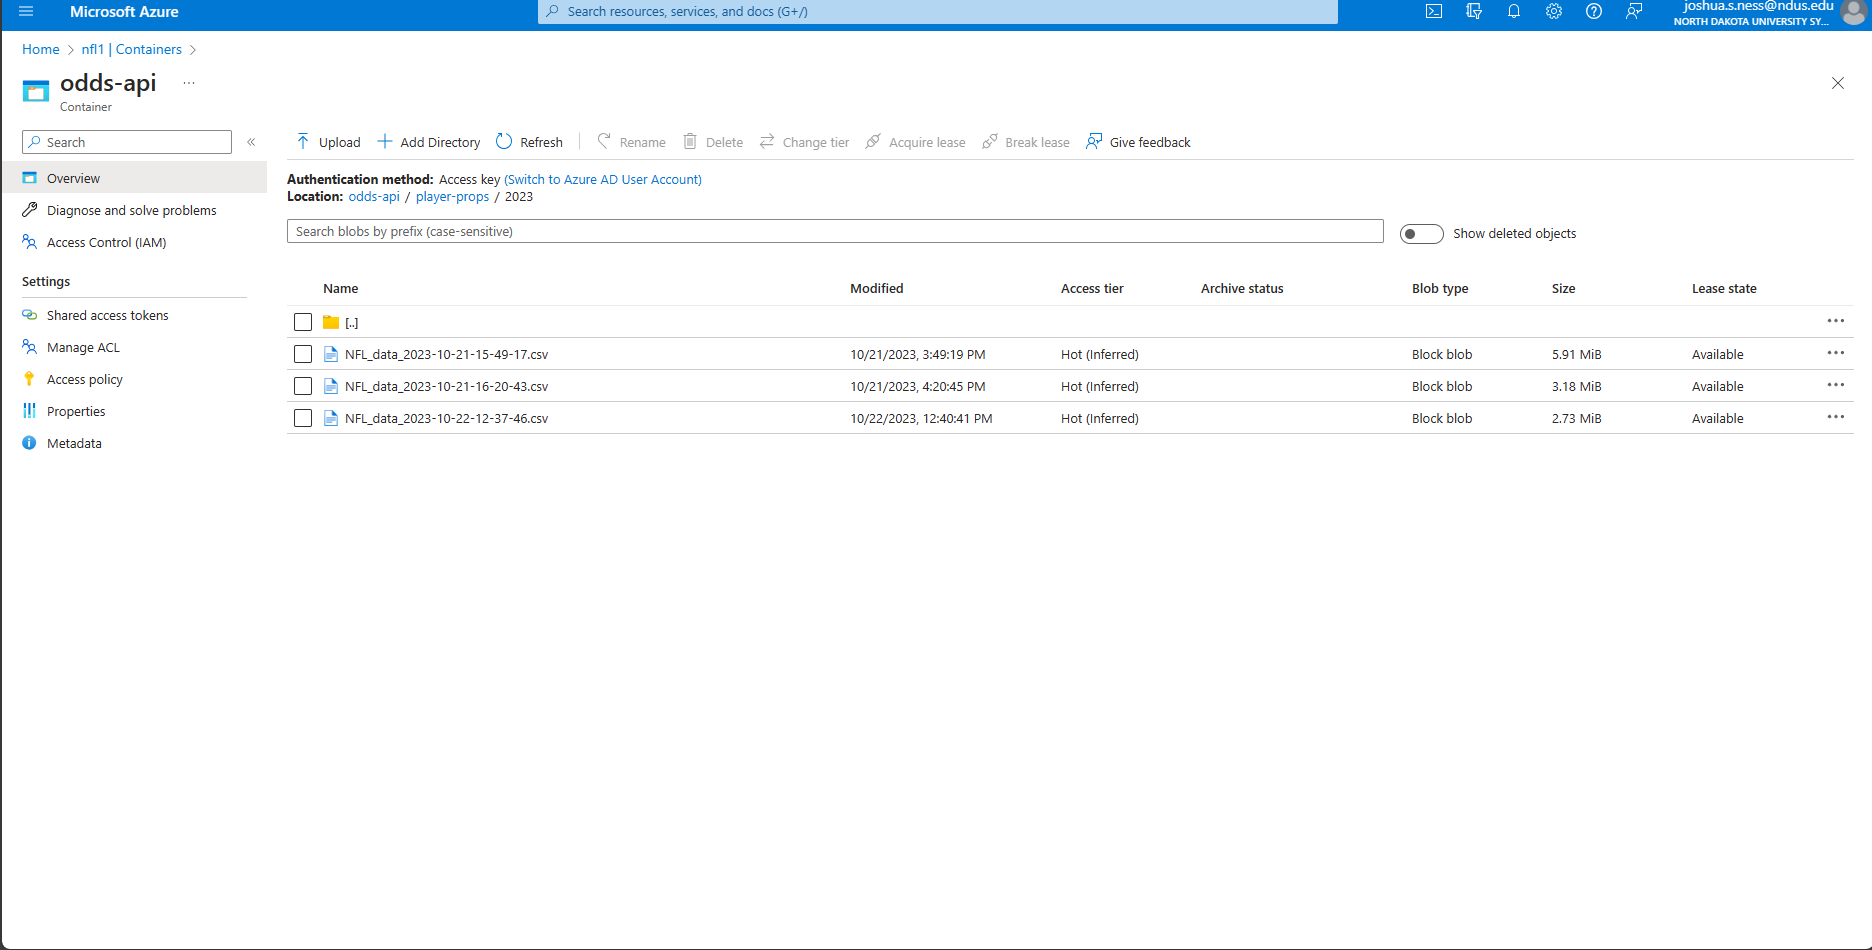 Microsoft Azure
Search resources, services, and docs (G+/)
joshua.s.ness@ndus.edu
NORTH DAKOTA UNIVERSITY SY...
Home > nfl1 | Containers >
odds-api ...
Container
Search «
Upload Add Directory Refresh Rename Delete Change tier Acquire lease Break lease Give feedback
Overview
Diagnose and solve problems
Access Control (IAM)
Settings
Shared access tokens
Manage ACL
Access policy
Properties
Metadata
Authentication method: Access key (Switch to Azure AD User Account)
Location: odds-api / player-props / 2023
Search blobs by prefix (case-sensitive)
Show deleted objects
Name Modified Access tier Archive status Blob type Size Lease state
[..]
NFL_data_2023-10-21-15-49-17.csv 10/21/2023, 3:49:19 PM Hot (Inferred) Block blob 5.91 MiB Available
NFL_data_2023-10-21-16-20-43.csv 10/21/2023, 4:20:45 PM Hot (Inferred) Block blob 3.18 MiB Available
NFL_data_2023-10-22-12-37-46.csv 10/22/2023, 12:40:41 PM Hot (Inferred) Block blob 2.73 MiB Available